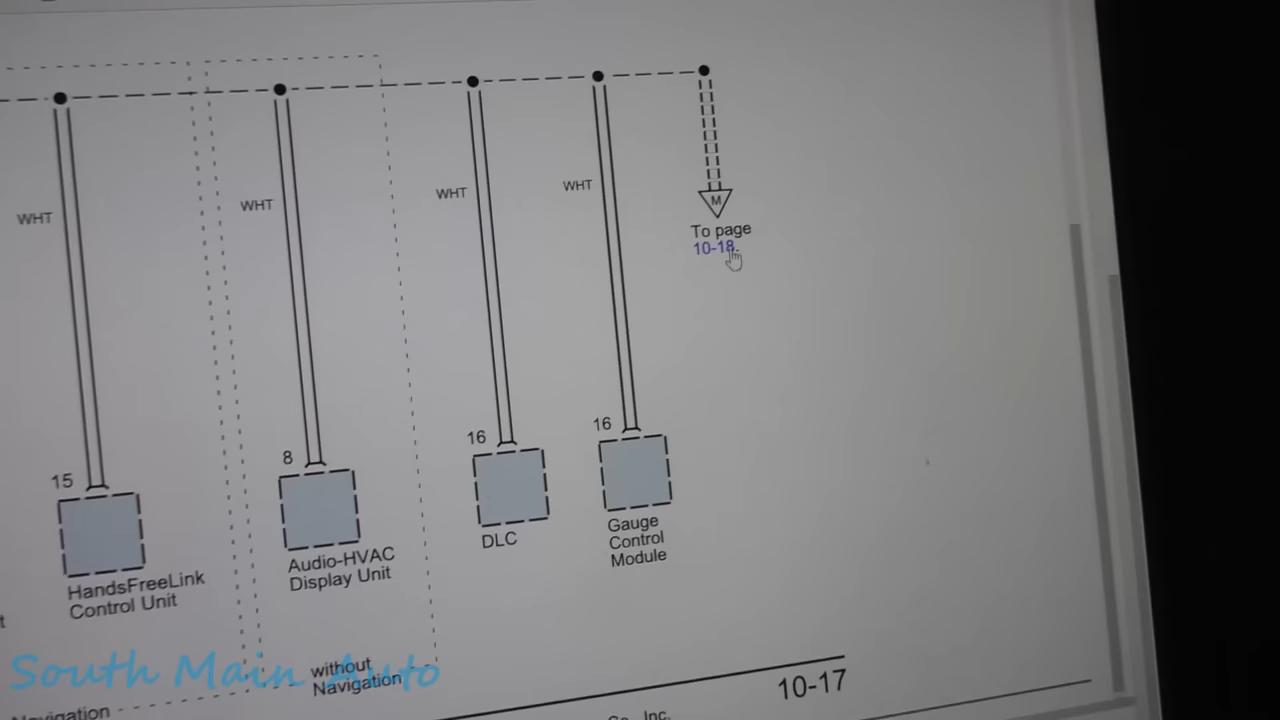 WHT
WHT
WHT
WHT
M
To page
10-18.
15
8
16
16
HandsFreeLink
Control Unit
Audio-HVAC
Display Unit
DLC
Gauge
Control
Module
without
Navigation
Navigation
10-17
Co., Inc.
South Main Auto